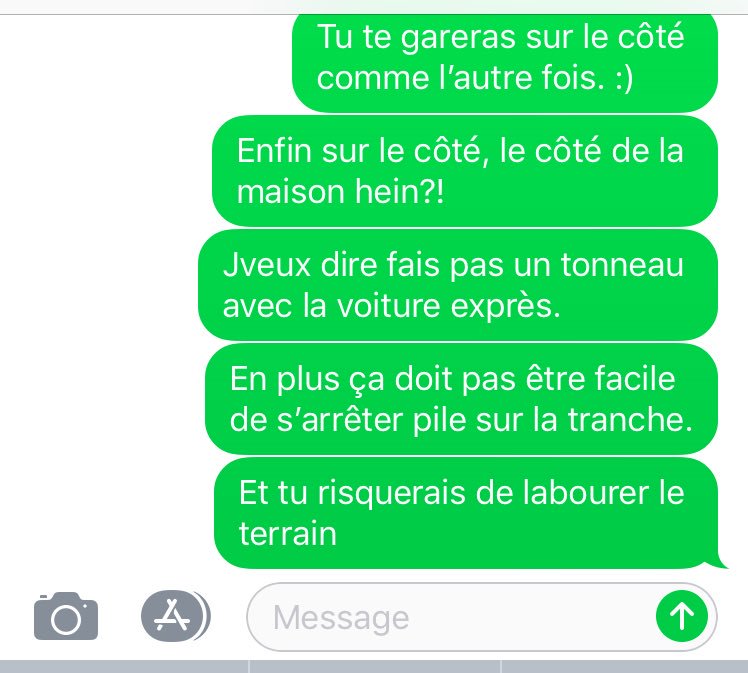 Tu te gareras sur le côté
comme l’autre fois. :)
Enfin sur le côté, le côté de la
maison hein?!
Jveux dire fais pas un tonneau
avec la voiture exprès.
En plus ça doit pas être facile
de s’arrêter pile sur la tranche.
Et tu risquerais de labourer le
terrain
Message